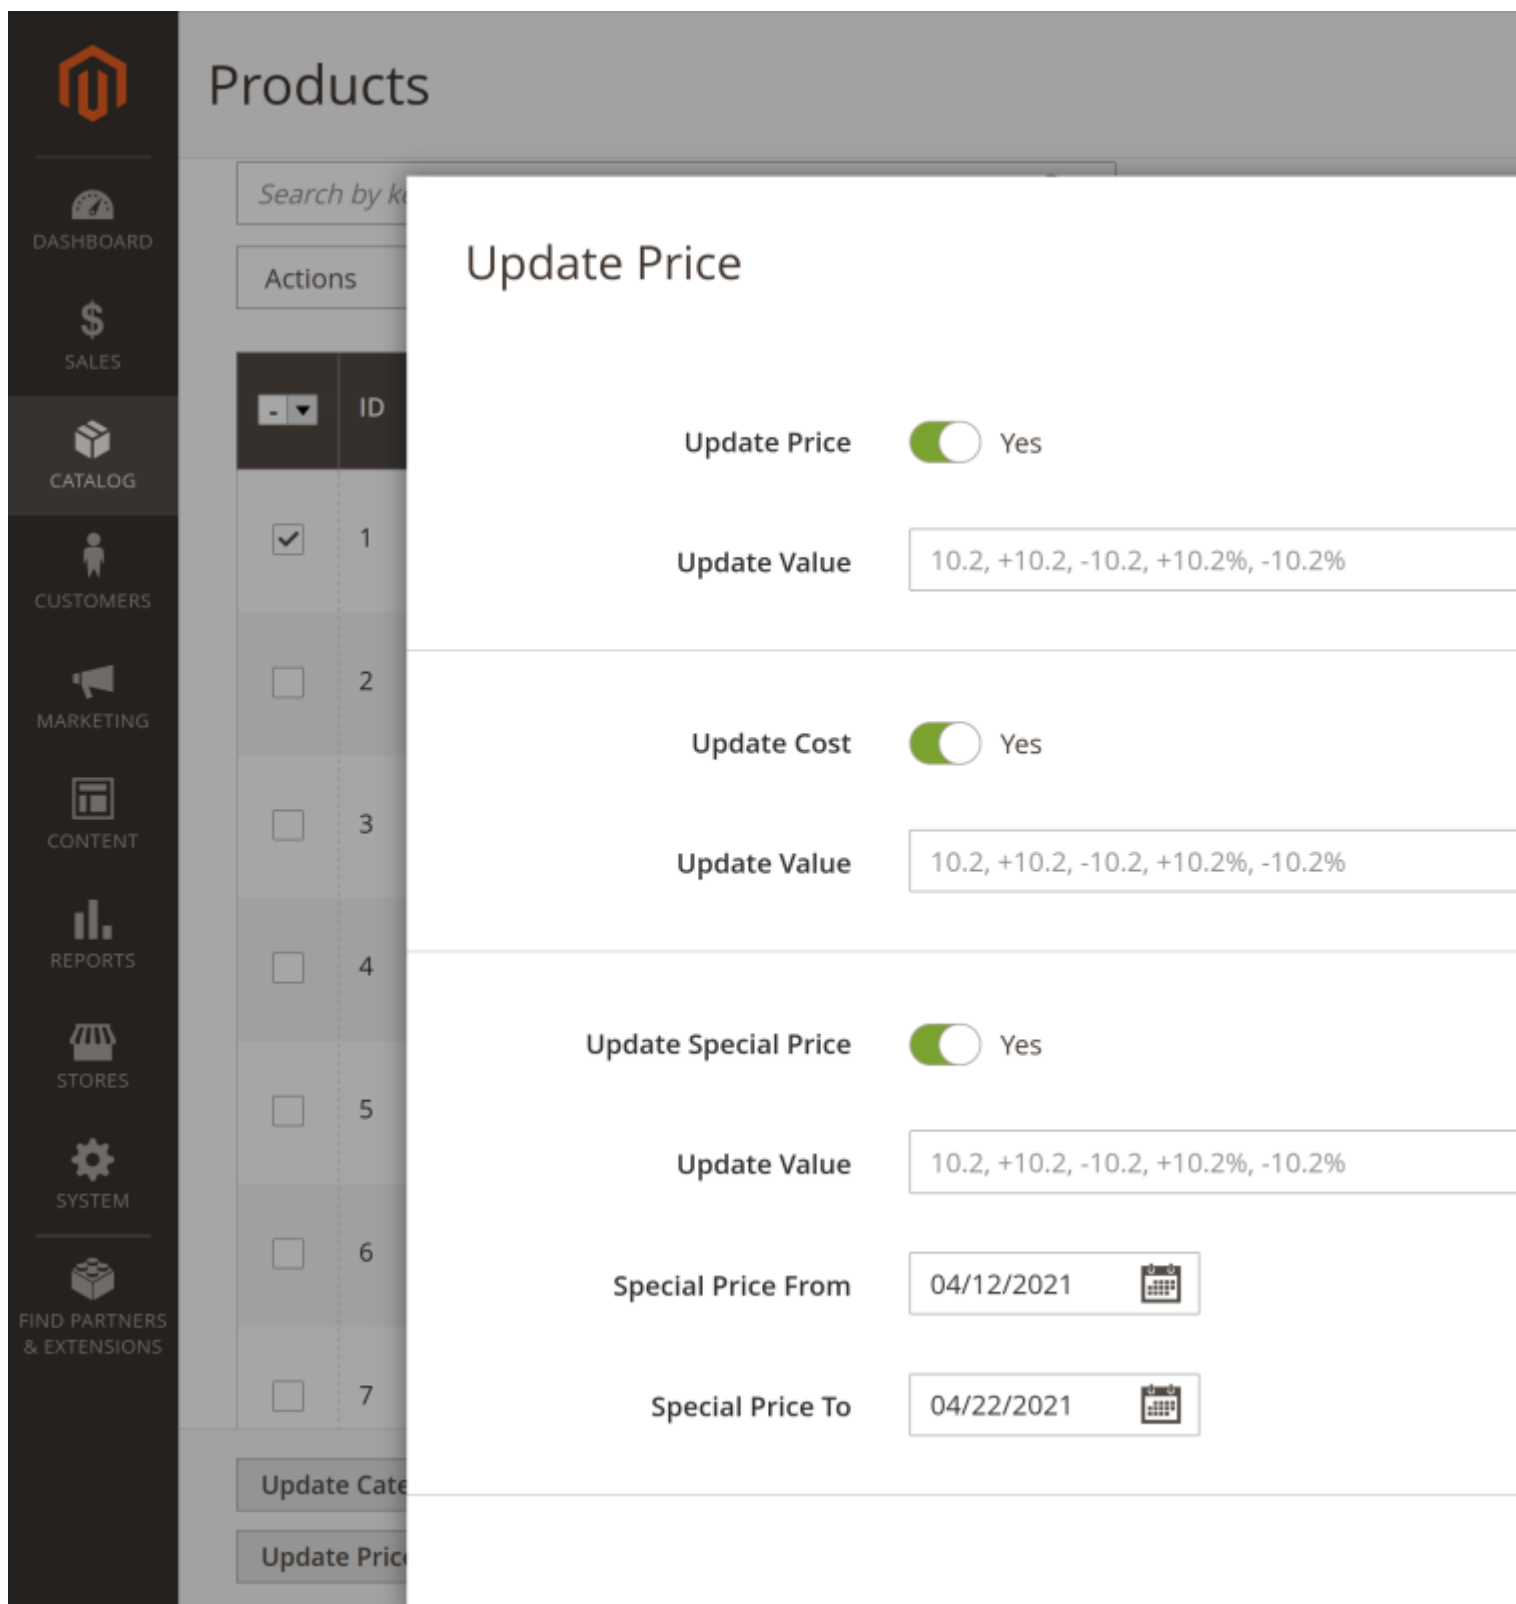 Products
DASHBOARD
SALES
CATALOG
CUSTOMERS
MARKETING
CONTENT
REPORTS
STORES
SYSTEM
FIND PARTNERS
& EXTENSIONS
Search by
Actions
- ID
1
2
3
4
5
6
7
Update
Update
Update Price
Update Price Yes
Update Value 10.2, +10.2, -10.2, +10.2%, -10.2%
Update Cost Yes
Update Value 10.2, +10.2, -10.2, +10.2%, -10.2%
Update Special Price Yes
Update Value 10.2, +10.2, -10.2, +10.2%, -10.2%
Special Price From 04/12/2021
Special Price To 04/22/2021